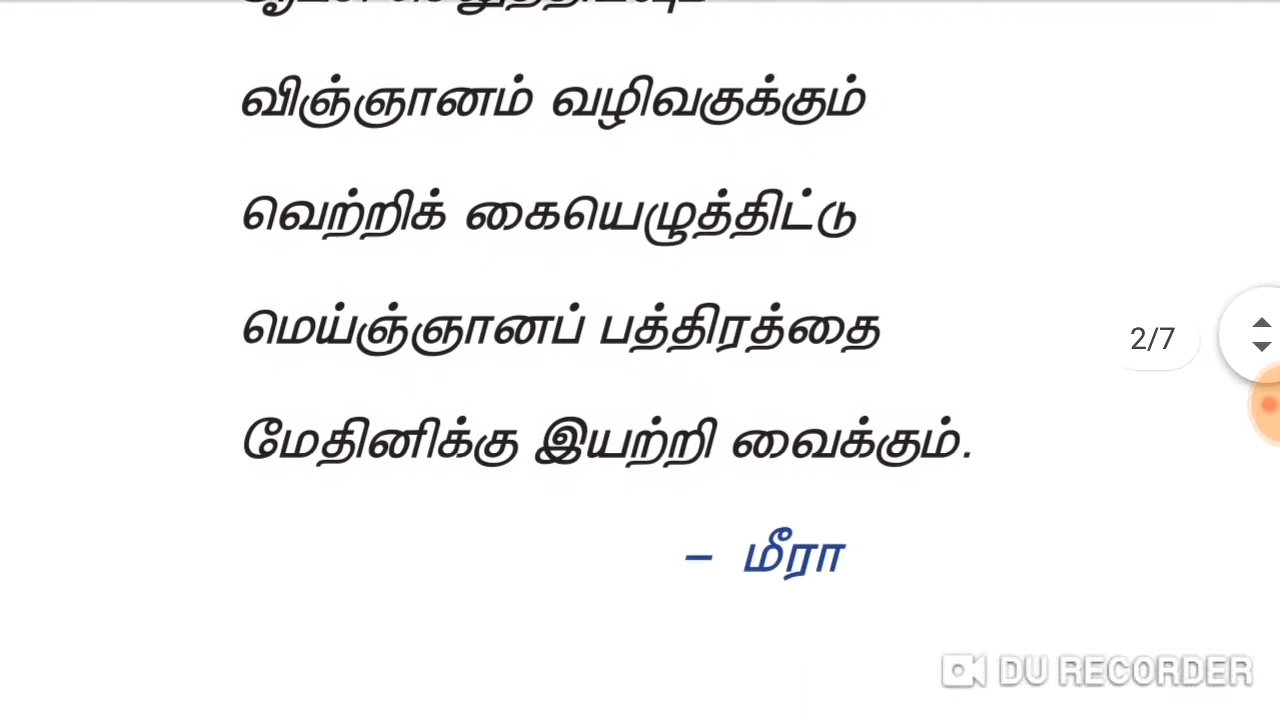 விஞ்ஞானம் வழிவகுக்கும்
வெற்றிக் கையெழுத்திட்டு
மெய்ஞ்ஞானப் பத்திரத்தை
2/7
மேதினிக்கு இயற்றி வைக்கும்.
– மீரா
DU RECORDER